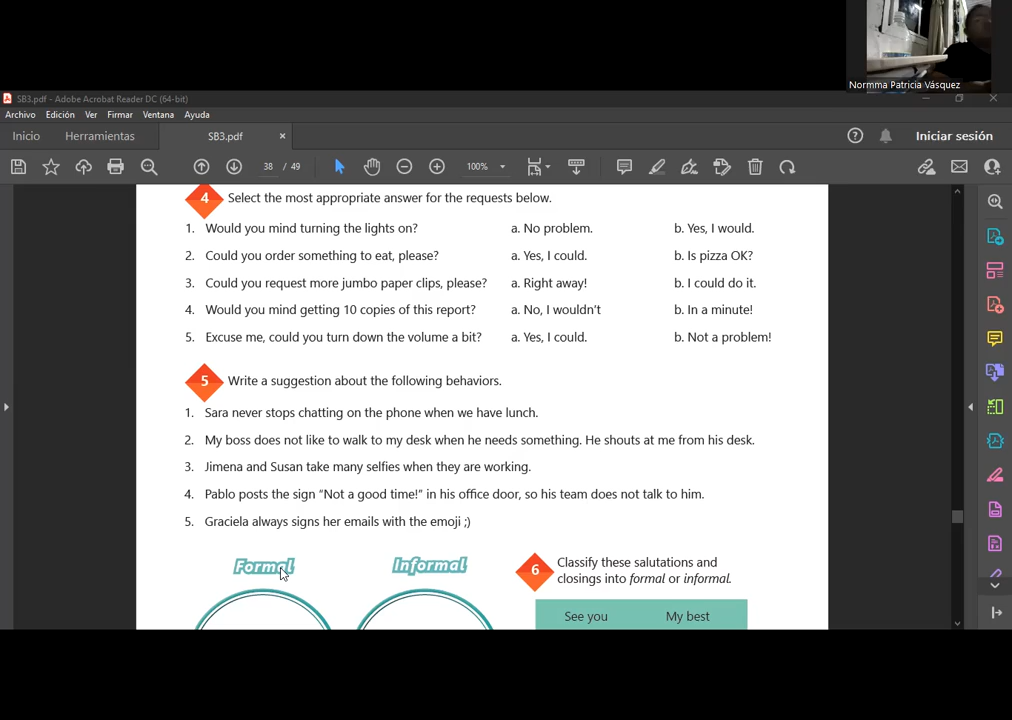 Normma Patricia Vásquez
SB3.pdf - Adobe Acrobat Reader DC (64-bit)
Archivo Edición Ver Firmar Ventana Ayuda
Inicio Herramientas SB3.pdf × Iniciar sesión
38 / 49 100%
4 Select the most appropriate answer for the requests below.
1. Would you mind turning the lights on? a. No problem. b. Yes, I would.
2. Could you order something to eat, please? a. Yes, I could. b. Is pizza OK?
3. Could you request more jumbo paper clips, please? a. Right away! b. I could do it.
4. Would you mind getting 10 copies of this report? a. No, I wouldn't b. In a minute!
5. Excuse me, could you turn down the volume a bit? a. Yes, I could. b. Not a problem!
5 Write a suggestion about the following behaviors.
1. Sara never stops chatting on the phone when we have lunch.
2. My boss does not like to walk to my desk when he needs something. He shouts at me from his desk.
3. Jimena and Susan take many selfies when they are working.
4. Pablo posts the sign "Not a good time!" in his office door, so his team does not talk to him.
5. Graciela always signs her emails with the emoji ;)
Formal Informal
6 Classify these salutations and
closings into formal or informal.
See you My best